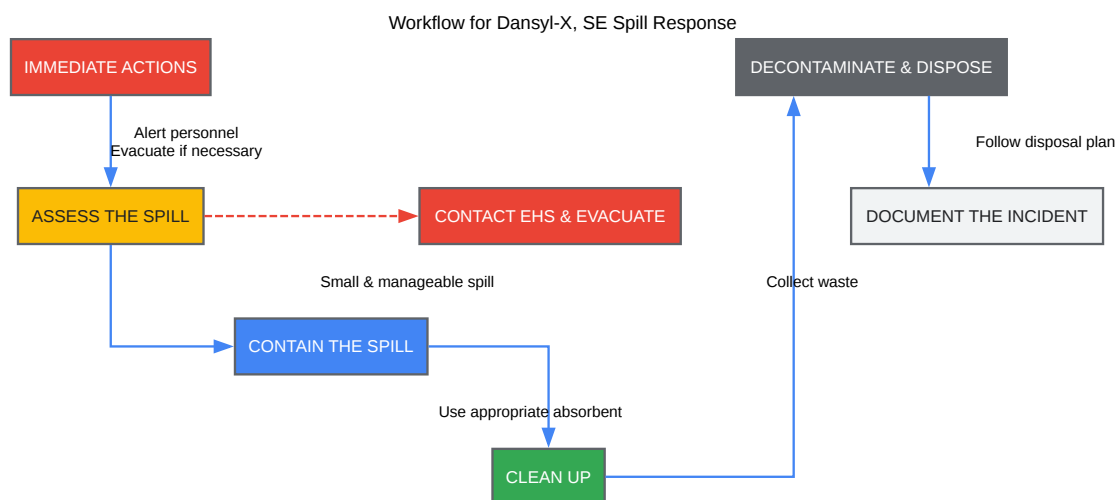 Workflow for Dansyl-X, SE Spill Response
IMMEDIATE ACTIONS
DECONTAMINATE & DISPOSE
Alert personnel
Evacuate if necessary
Follow disposal plan
ASSESS THE SPILL
CONTACT EHS & EVACUATE
DOCUMENT THE INCIDENT
Small & manageable spill
Collect waste
CONTAIN THE SPILL
Use appropriate absorbent
CLEAN UP